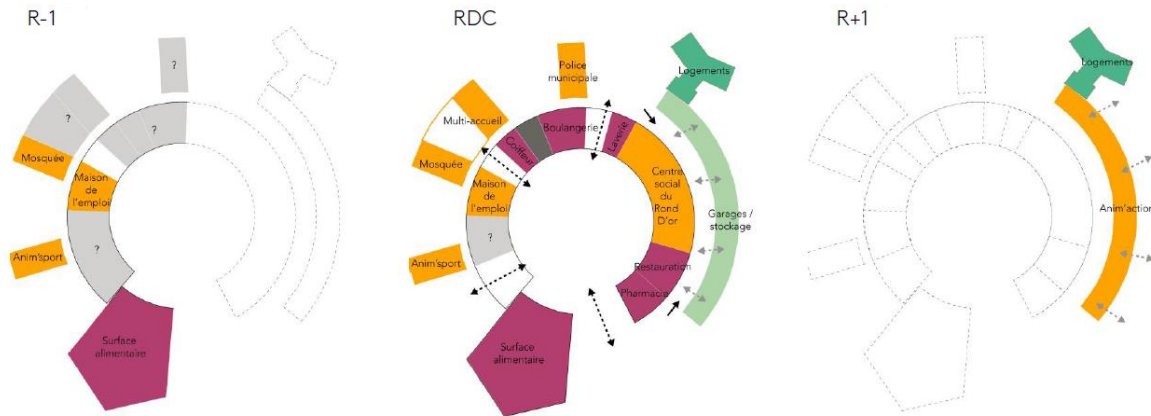 R-1
?
?
?
Mosquée
Maison
de
l'emploi
?
Anim'sport
Surface
alimentaire
RDC
Police
municipale
Logements
Multi-accueil
Boulangerie
Coiffeur
Laverie
Mosquée
Maison
de
l'emploi
Centre
social du
Rond
D'or
?
Garages /
stockage
Anim'sport
Restauration
Pharmacie
Surface
alimentaire
R+1
Logements
Anim'action